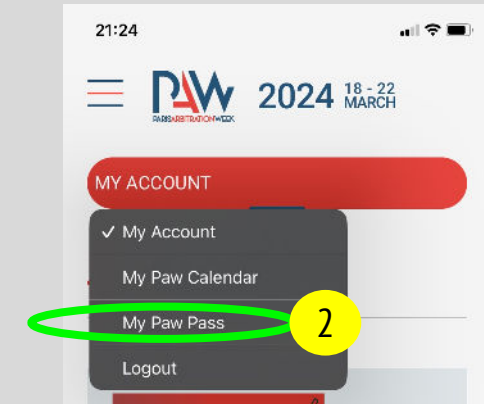 21:24
PAW
PARISARBITRATIONWEEK
2024 18 - 22
MARCH
MY ACCOUNT
✓ My Account
My Paw Calendar
My Paw Pass
2
Logout